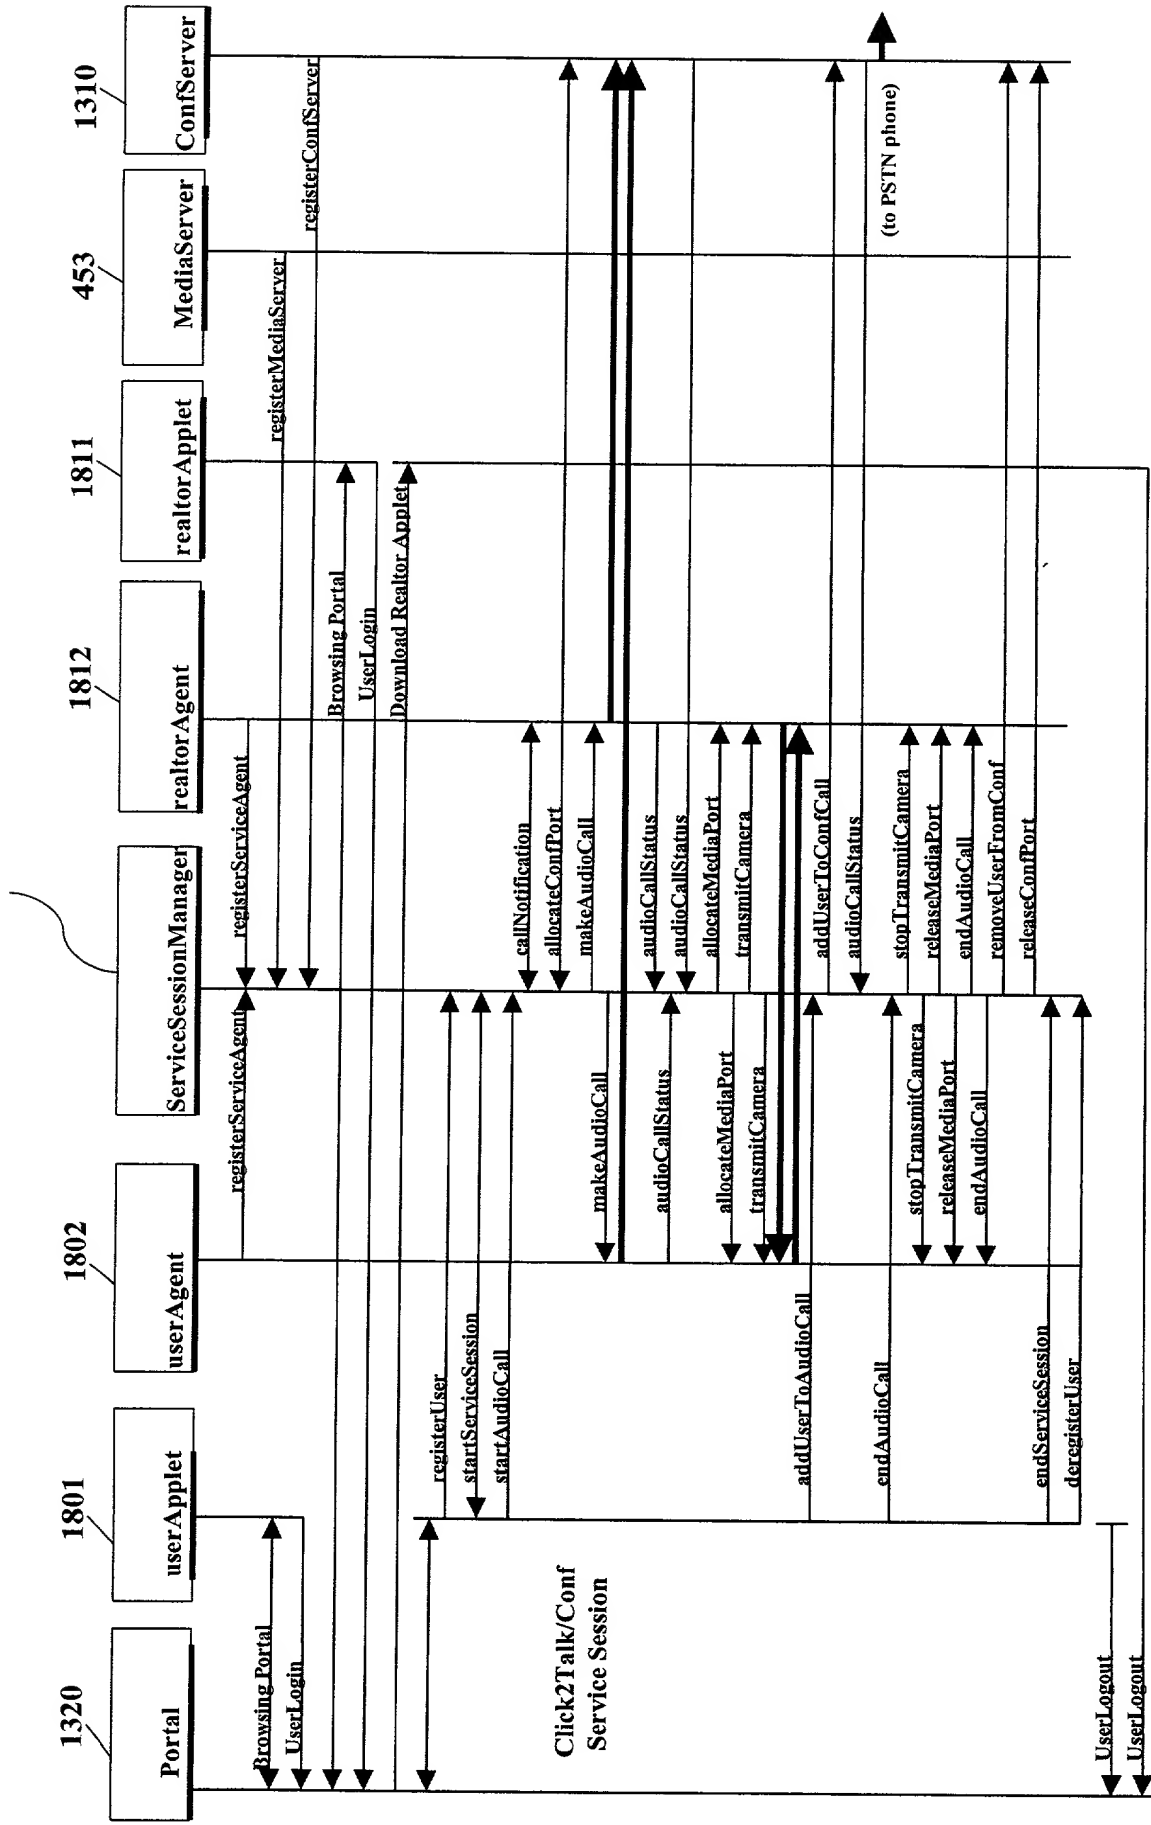 1320
1801
1802
1812
1811
453
1310
Portal
userApplet
userAgent
ServiceSessionManager
realtorAgent
realtorApplet
MediaServer
ConfServer
registerServiceAgent
registerServiceAgent
Browsing Portal
registerMediaServer
UserLogin
registerConfServer
Browsing Portal
UserLogin
Download Realtor Applet
registerUser
startServiceSession
startAudioCall
callNotification
allocateConfPort
makeAudioCall
makeAudioCall
Click2Talk/Conf
Service Session
audioCallStatus
audioCallStatus
audioCallStatus
allocateMediaPort
allocateMediaPort
transmitCamera
transmitCamera
addUserToAudioCall
addUserToConfCall
audioCallStatus
(to PSTN phone)
endAudioCall
stopTransmitCamera
stopTransmitCamera
releaseMediaPort
releaseMediaPort
endAudioCall
endAudioCall
removeUserFromConf
releaseConfPort
endServiceSession
deregisterUser
UserLogout
UserLogout